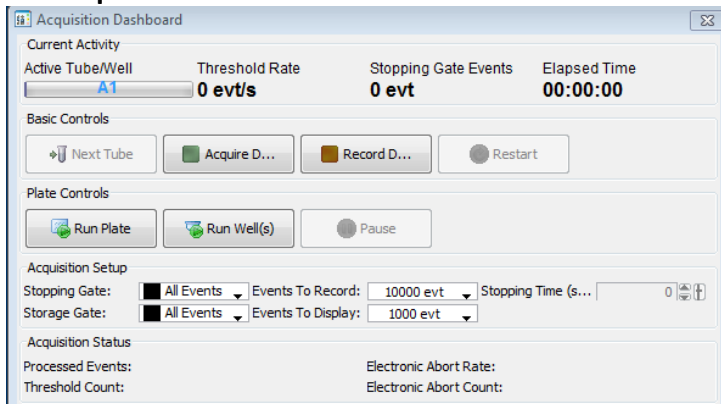 Acquisition Dashboard
Current Activity
Active Tube/Well Threshold Rate Stopping Gate Events Elapsed Time
A1 0 evt/s 0 evt 00:00:00
Basic Controls
Next Tube Acquire D... Record D... Restart
Plate Controls
Run Plate Run Well(s) Pause
Acquisition Setup
Stopping Gate: All Events Events To Record: 10000 evt Stopping Time (s... 0
Storage Gate: All Events Events To Display: 1000 evt
Acquisition Status
Processed Events: Electronic Abort Rate:
Threshold Count: Electronic Abort Count: